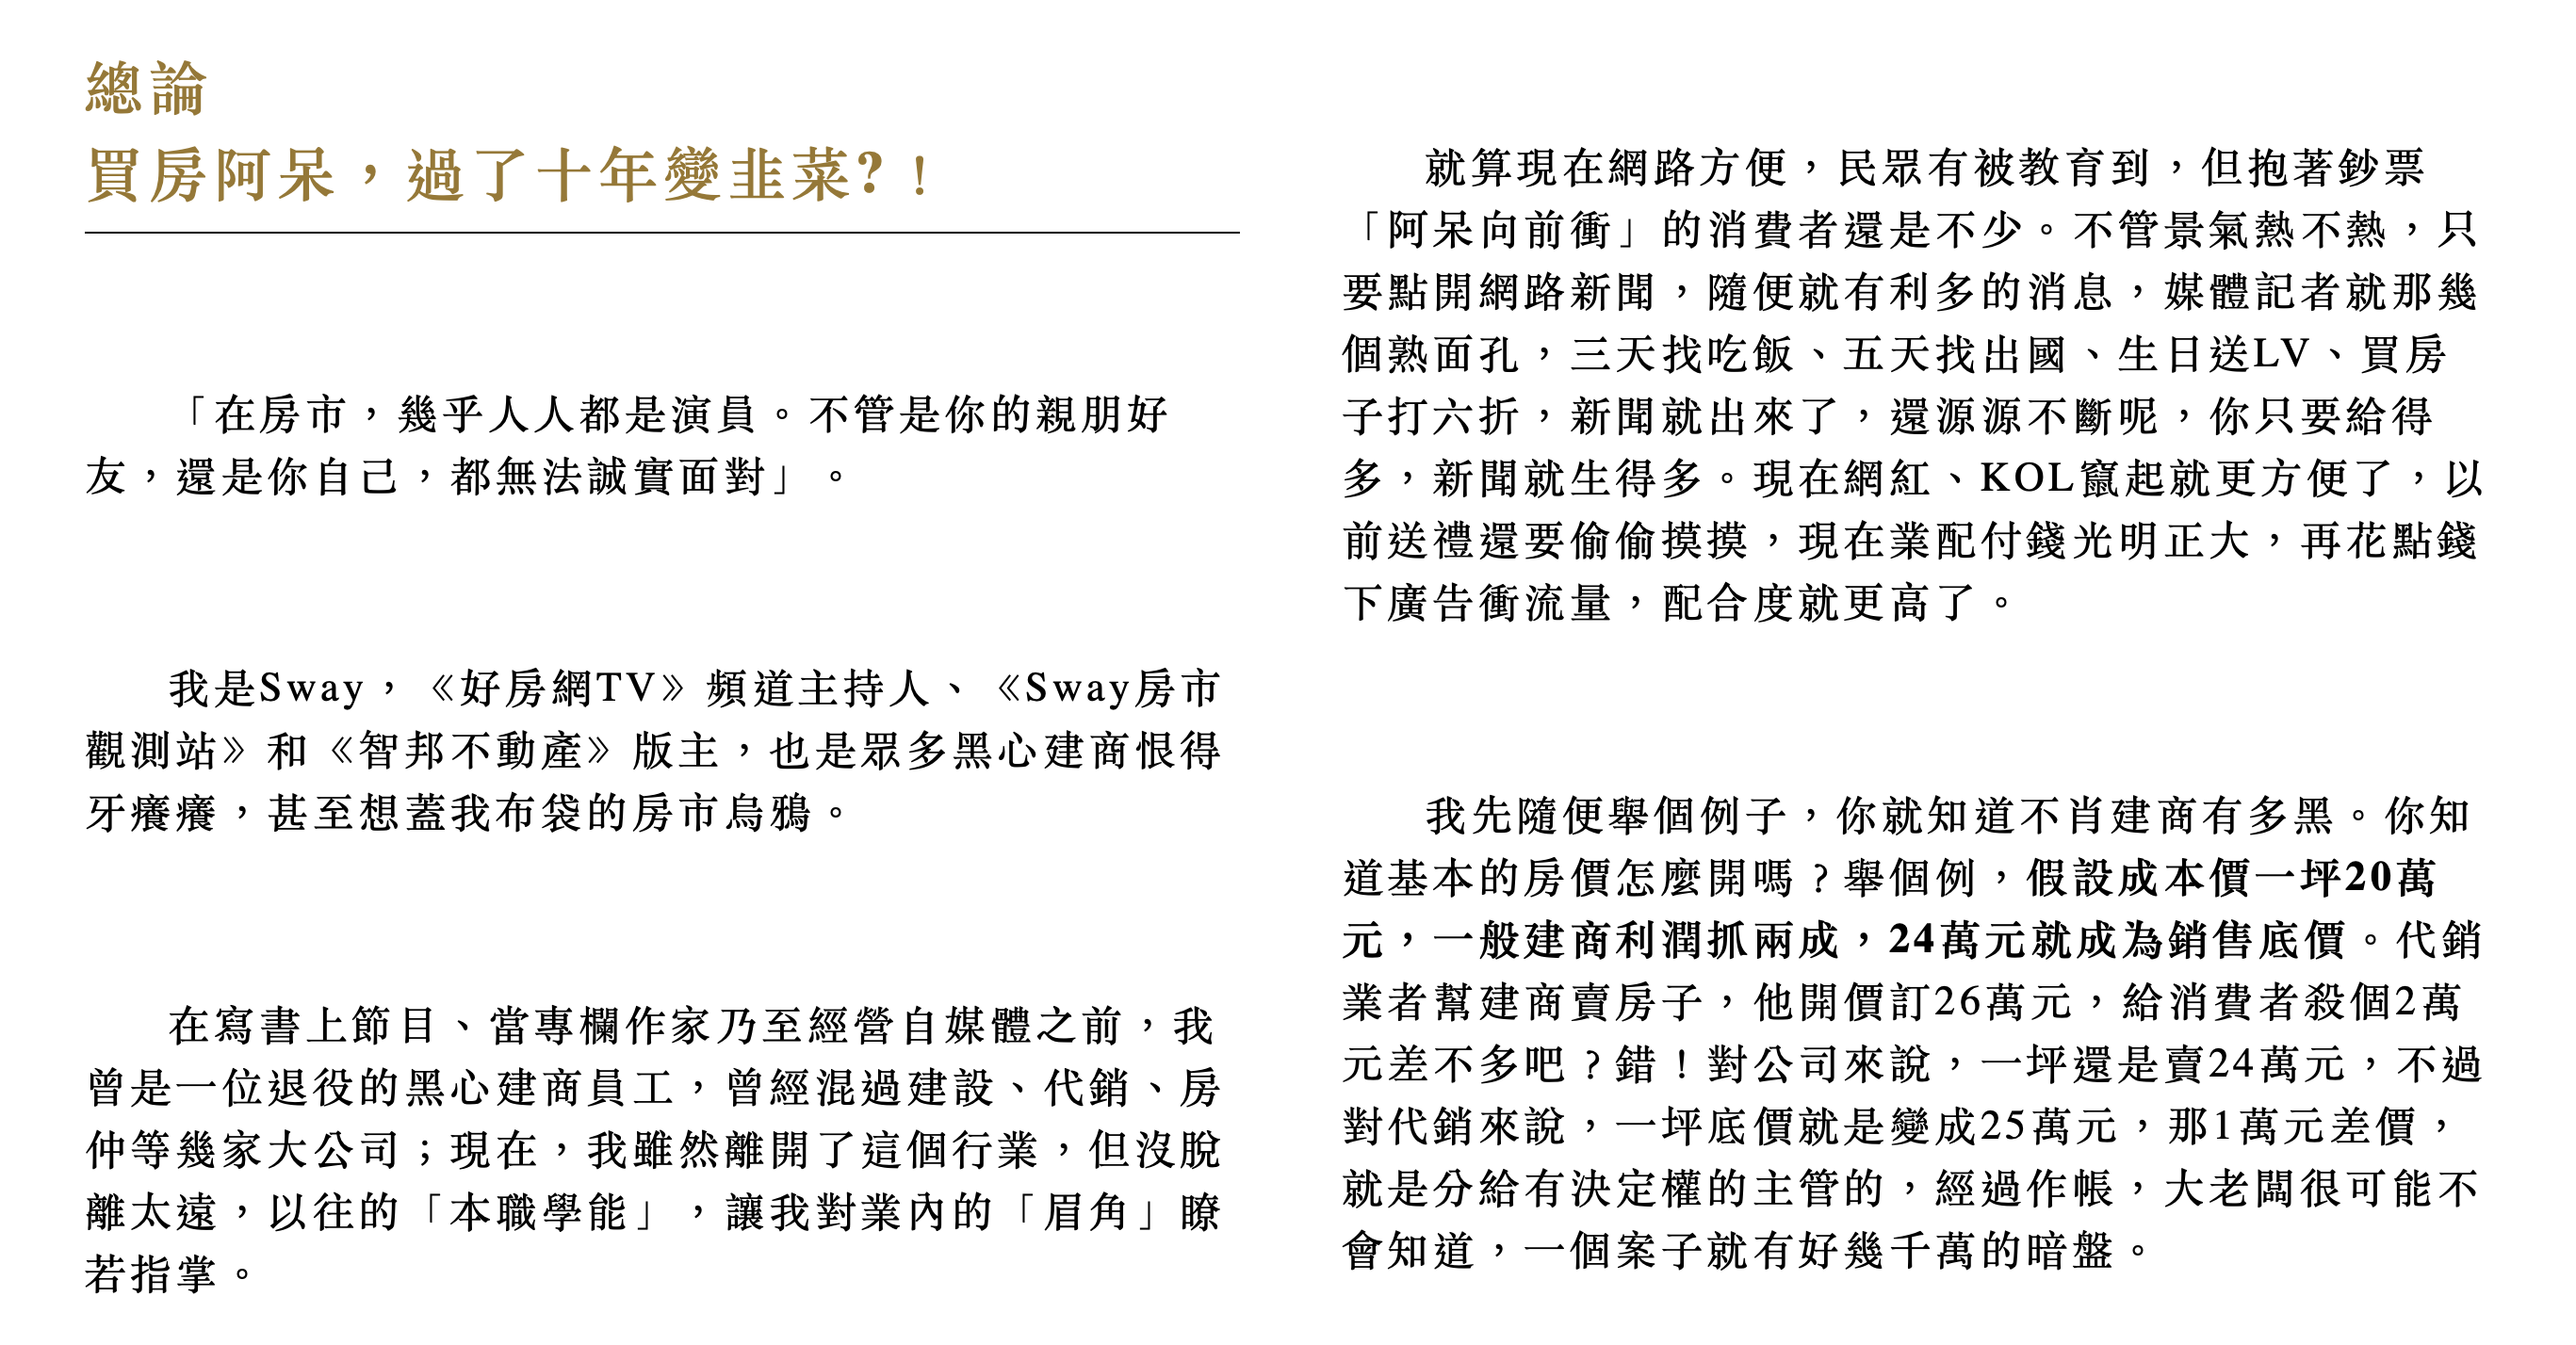 總論
買房阿呆，過了十年變韭菜？！
「在房市，幾乎人人都是演員。不管是你的親朋好
友，還是你自己，都無法誠實面對」。
我是Sway，《好房網TV》頻道主持人、《Sway房市
觀測站》和《智邦不動產》版主，也是眾多黑心建商恨得
牙癢癢，甚至想蓋我布袋的房市烏鴉。
在寫書上節目、當專欄作家乃至經營自媒體之前，我
曾是一位退役的黑心建商員工，曾經混過建設、代銷、房
仲等幾家大公司；現在，我雖然離開了這個行業，但沒脫
離太遠，以往的「本職學能」，讓我對業內的「眉角」瞭
若指掌。
就算現在網路方便，民眾有被教育到，但抱著鈔票
「阿呆向前衝」的消費者還是不少。不管景氣熱不熱，只
要點開網路新聞，隨便就有利多的消息，媒體記者就那幾
個熟面孔，三天找吃飯、五天找出國、生日送LV、買房
子打六折，新聞就出來了，還源源不斷呢，你只要給得
多，新聞就生得多。現在網紅、KOL竄起就更方便了，以
前送禮還要偷偷摸摸，現在業配付錢光明正大，再花點錢
下廣告衝流量，配合度就更高了。
我先隨便舉個例子，你就知道不肖建商有多黑。你知
道基本的房價怎麼開嗎？舉個例，假設成本價一坪20萬
元，一般建商利潤抓兩成，24萬元就成為銷售底價。代銷
業者幫建商賣房子，他開價訂26萬元，給消費者殺個2萬
元差不多吧？錯！對公司來說，一坪還是賣24萬元，不過
對代銷來說，一坪底價就是變成25萬元，那1萬元差價，
就是分給有決定權的主管的，經過作帳，大老闆很可能不
會知道，一個案子就有好幾千萬的暗盤。